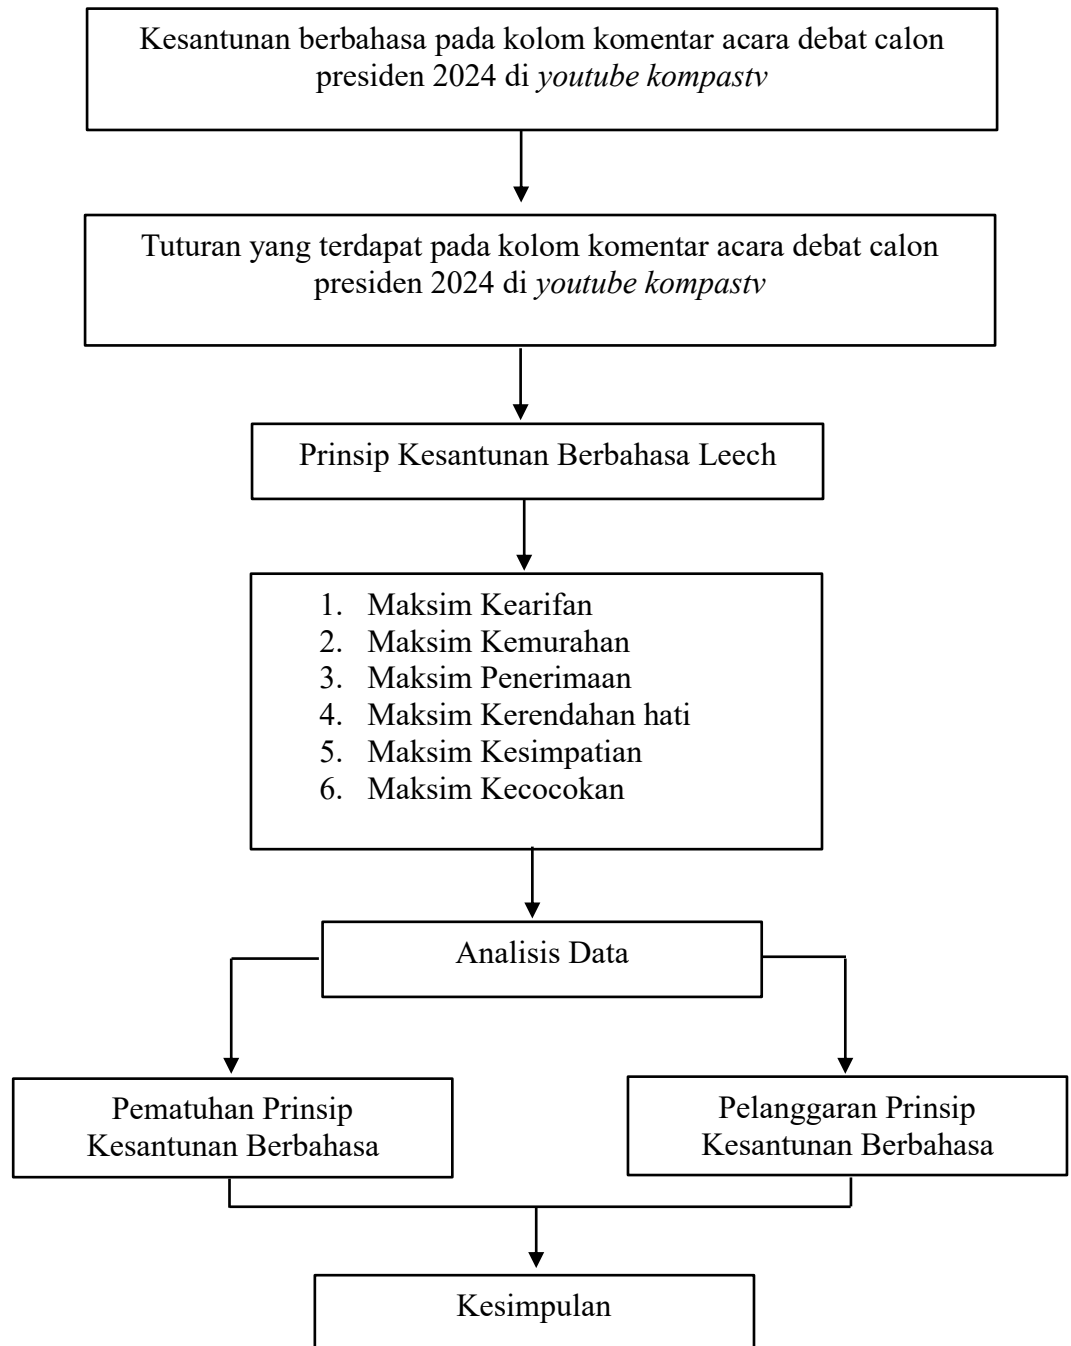 Kesantunan berbahasa pada kolom komentar acara debat calon
presiden 2024 di youtube kompastv
Tuturan yang terdapat pada kolom komentar acara debat calon
presiden 2024 di youtube kompastv
Prinsip Kesantunan Berbahasa Leech
1. Maksim Kearifan
2. Maksim Kemurahan
3. Maksim Penerimaan
4. Maksim Kerendahan hati
5. Maksim Kesimpatian
6. Maksim Kecocokan
Analisis Data
Pematuhan Prinsip
Kesantunan Berbahasa
Pelanggaran Prinsip
Kesantunan Berbahasa
Kesimpulan